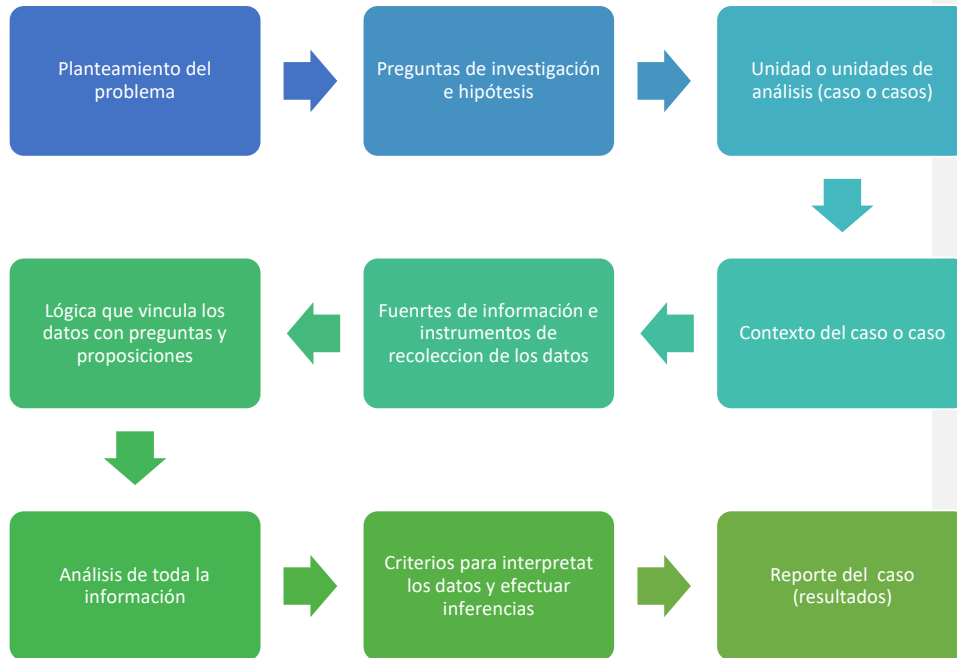 Planteamiento del
problema
Preguntas de investigación
e hipótesis
Unidad o unidades de
análisis (caso o casos)
Contexto del caso o caso
Fuenrtes de información e
instrumentos de
recoleccion de los datos
Lógica que vincula los
datos con preguntas y
proposiciones
Análisis de toda la
información
Criterios para interpretat
los datos y efectuar
inferencias
Reporte del  caso
(resultados)